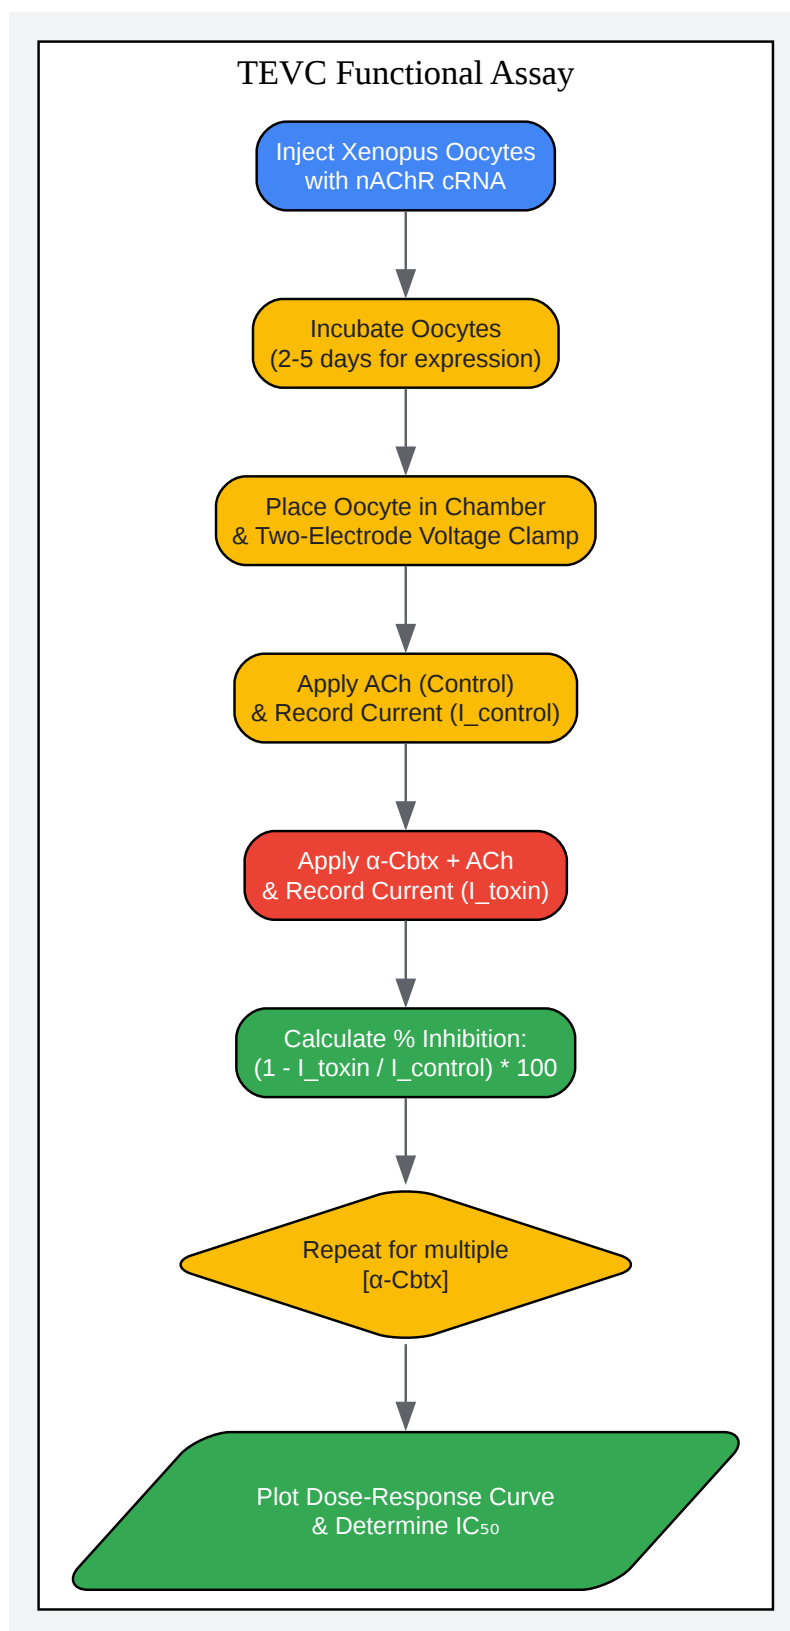 TEVC Functional Assay
Inject Xenopus Oocytes
with nAChR cRNA
Incubate Oocytes
(2-5 days for expression)
Place Oocyte in Chamber
& Two-Electrode Voltage Clamp
Apply ACh (Control)
& Record Current (I_control)
Apply α-Cbtx + ACh
& Record Current (I_toxin)
Calculate % Inhibition:
(1 - I_toxin / I_control) * 100
Repeat for multiple
[α-Cbtx]
Plot Dose-Response Curve
& Determine IC₅₀